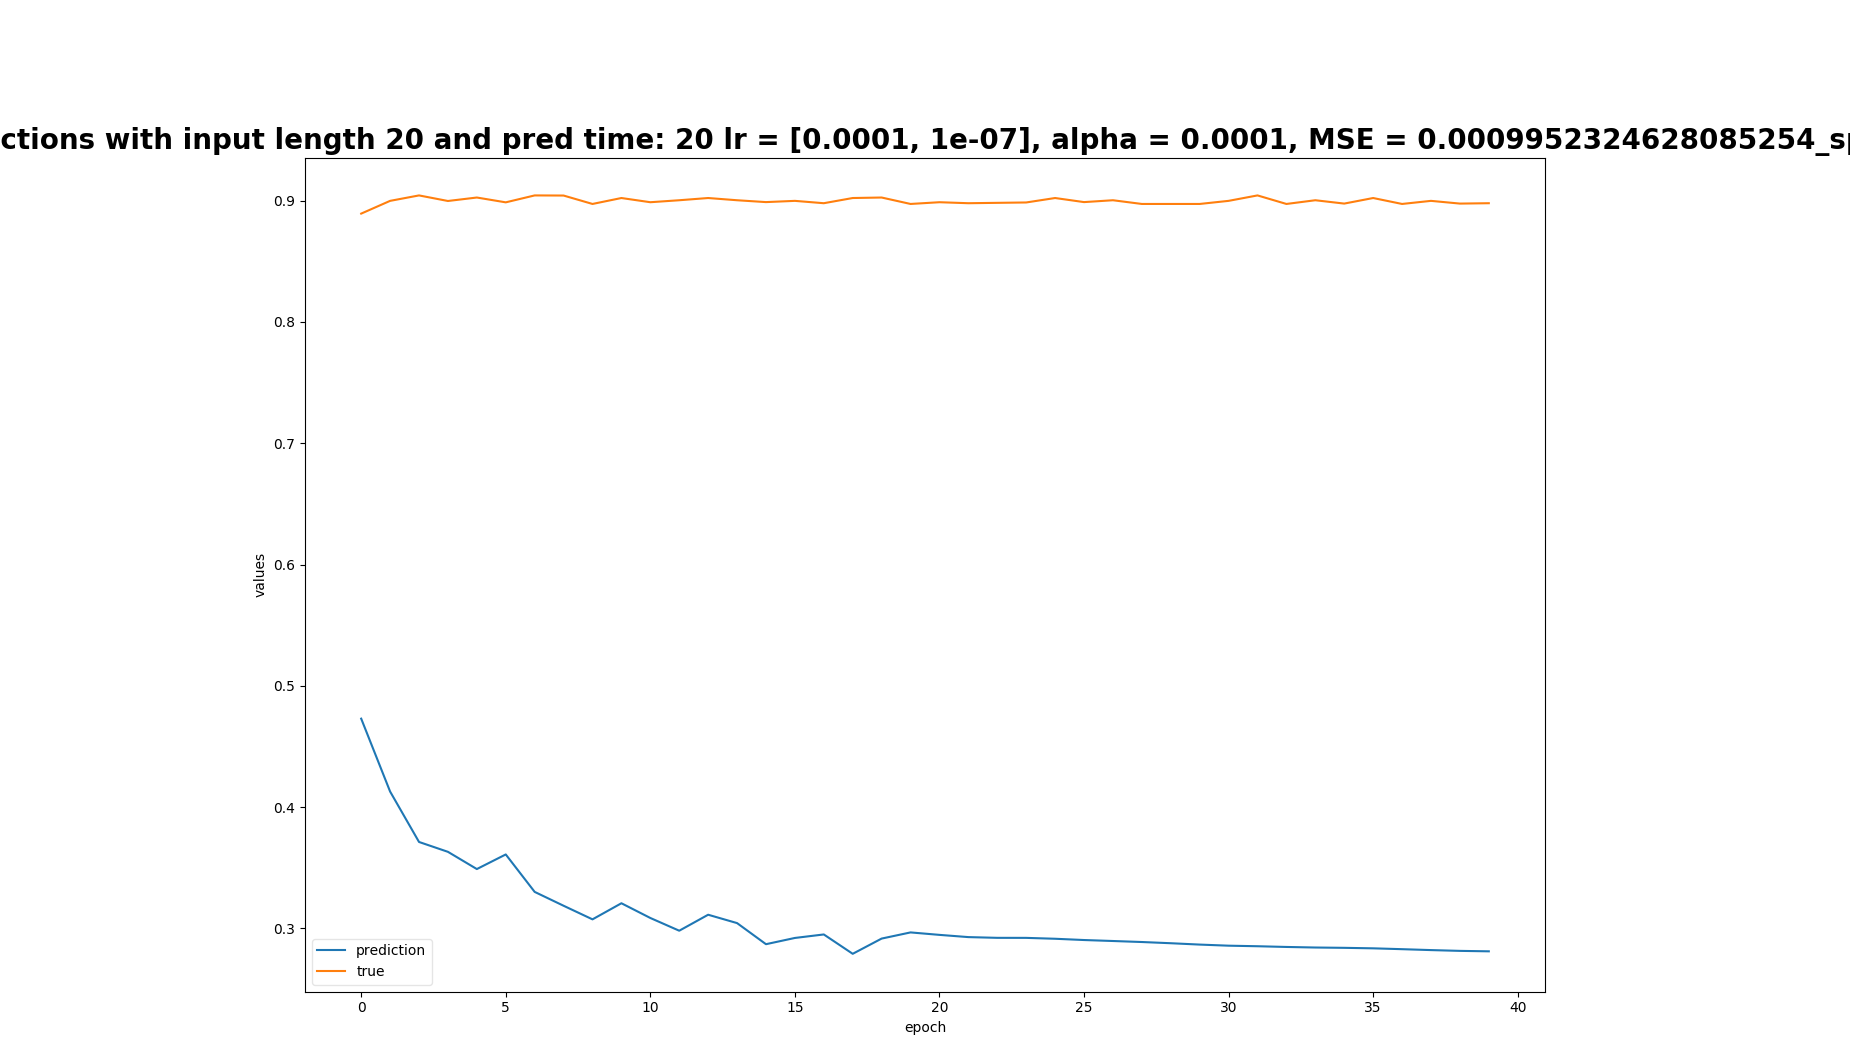 ctions with input length 20 and pred time: 20 lr = [0.0001, 1e-07], alpha = 0.0001, MSE = 0.0009952324628085254_sp
0.9
0.8
0.7
0.6
0.5
0.4
0.3
values
prediction
true
0 5 10 15 20 25 30 35 40
epoch